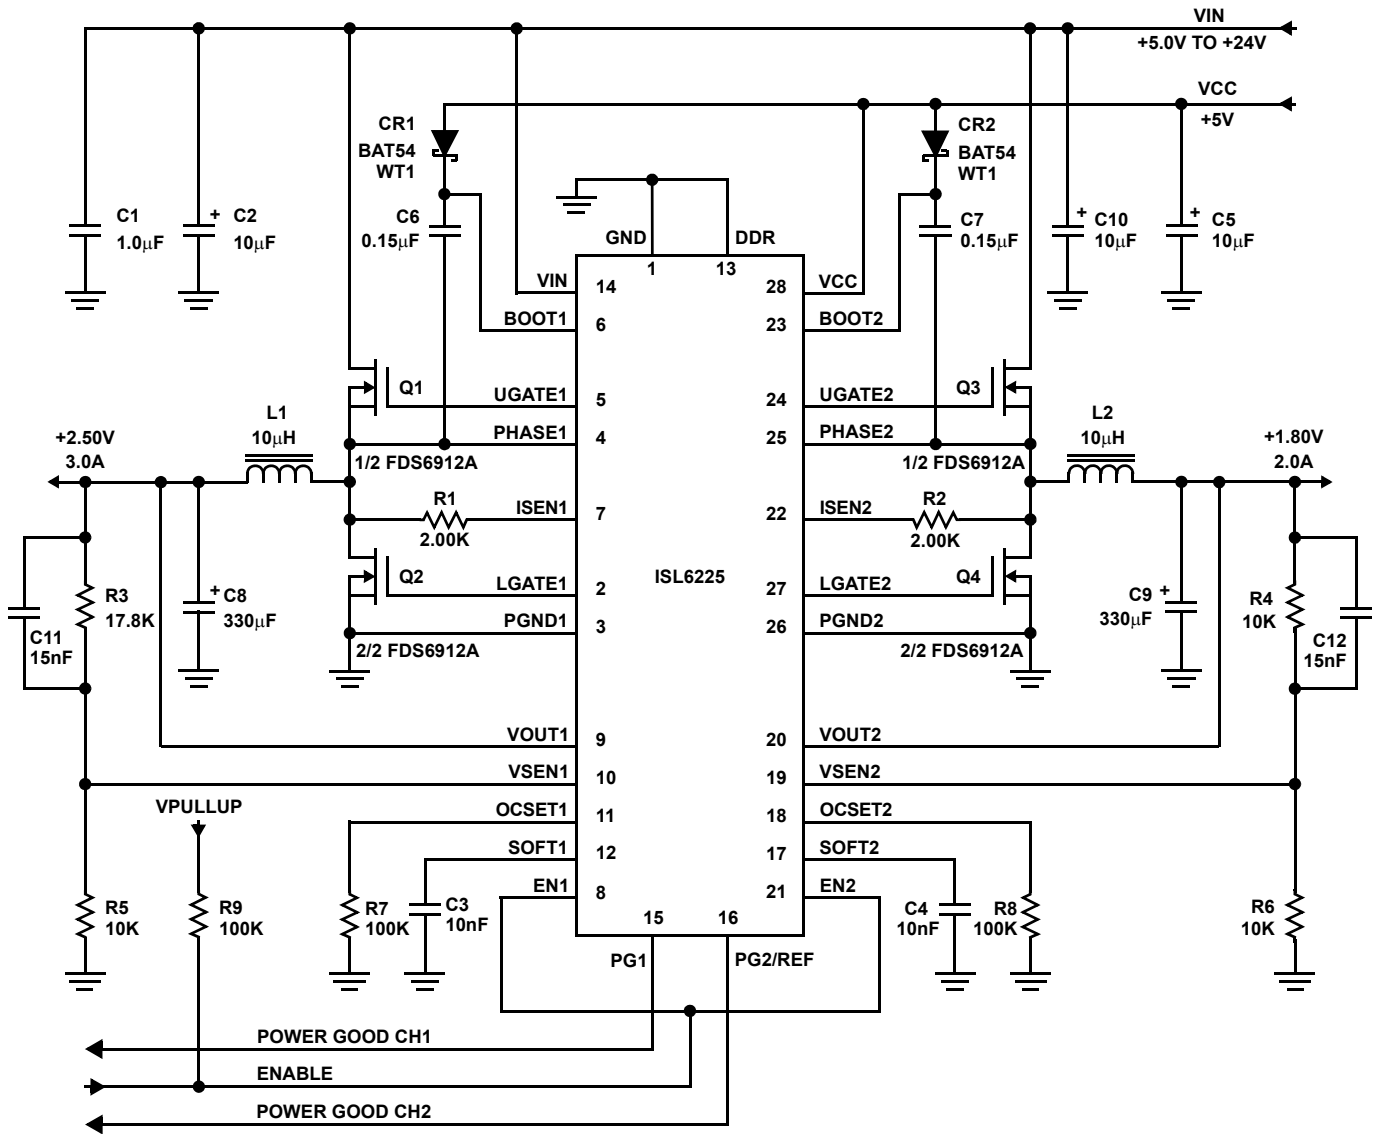 VIN
+5.0V TO +24V
VCC
+5V
CR1
BAT54
WT1
CR2
BAT54
WT1
C1
1.0µF
+ C2
10µF
C6
0.15µF
GND
DDR
C7
0.15µF
+ C10
10µF
+ C5
10µF
1
13
VIN
14
28
VCC
BOOT1
6
23
BOOT2
Q1
UGATE1
5
24
UGATE2
Q3
L1
10µH
PHASE1
4
25
PHASE2
L2
10µH
+2.50V
3.0A
1/2 FDS6912A
1/2 FDS6912A
+1.80V
2.0A
R1
2.00K
ISEN1
7
22
ISEN2
R2
2.00K
ISL6225
Q2
LGATE1
2
27
LGATE2
Q4
R3
17.8K
+ C8
330µF
PGND1
3
26
PGND2
C9 +
330µF
R4
10K
C11
15nF
2/2 FDS6912A
2/2 FDS6912A
C12
15nF
VOUT1
9
20
VOUT2
VSEN1
10
19
VSEN2
VPULLUP
OCSET1
11
18
OCSET2
SOFT1
12
17
SOFT2
EN1
8
21
EN2
R5
10K
R9
100K
R7
100K
C3
10nF
15
16
C4
10nF
R8
100K
R6
10K
PG1
PG2/REF
POWER GOOD CH1
ENABLE
POWER GOOD CH2